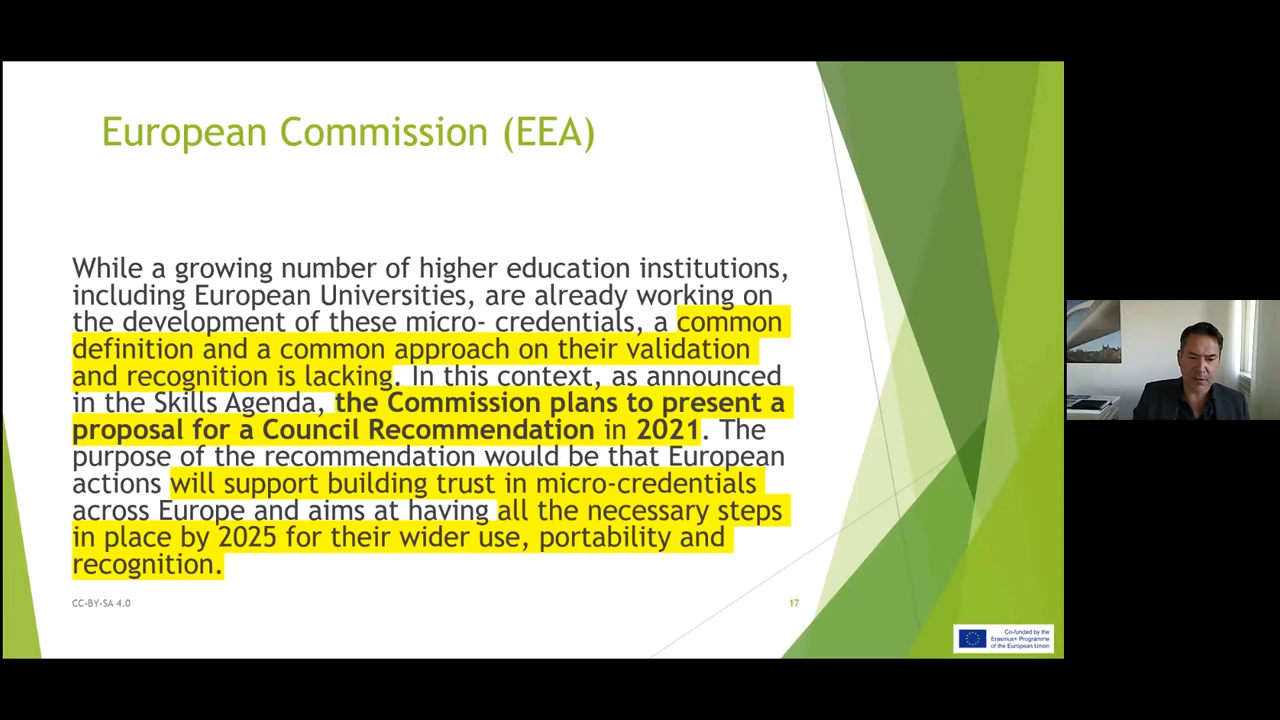 European Commission (EEA)
While a growing number of higher education institutions,
including European Universities, are already working on
the development of these micro- credentials, a common
definition and a common approach on their validation
and recognition is lacking. In this context, as announced
in the Skills Agenda, the Commission plans to present a
proposal for a Council Recommendation in 2021. The
purpose of the recommendation would be that European
actions will support building trust in micro-credentials
across Europe and aims at having all the necessary steps
in place by 2025 for their wider use, portability and
recognition.
CC-BY-SA 4.0
17
Co-funded by the
Erasmus+ Programme
of the European Union